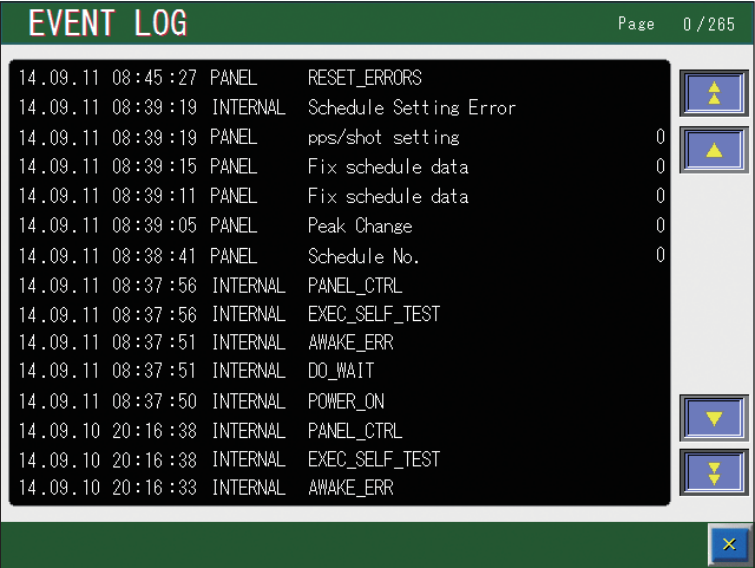 EVENT LOG Page 0/265
14.09.11 08:45:27 PANEL RESET_ERRORS
14.09.11 08:39:19 INTERNAL Schedule Setting Error
14.09.11 08:39:19 PANEL pps/shot setting 0
14.09.11 08:39:15 PANEL Fix schedule data 0
14.09.11 08:39:11 PANEL Fix schedule data 0
14.09.11 08:39:05 PANEL Peak Change 0
14.09.11 08:38:41 PANEL Schedule No. 0
14.09.11 08:37:56 INTERNAL PANEL_CTRL
14.09.11 08:37:56 INTERNAL EXEC_SELF_TEST
14.09.11 08:37:51 INTERNAL AWAKE_ERR
14.09.11 08:37:51 INTERNAL DO_WAIT
14.09.11 08:37:50 INTERNAL POWER_ON
14.09.10 20:16:38 INTERNAL PANEL_CTRL
14.09.10 20:16:38 INTERNAL EXEC_SELF_TEST
14.09.10 20:16:33 INTERNAL AWAKE_ERR